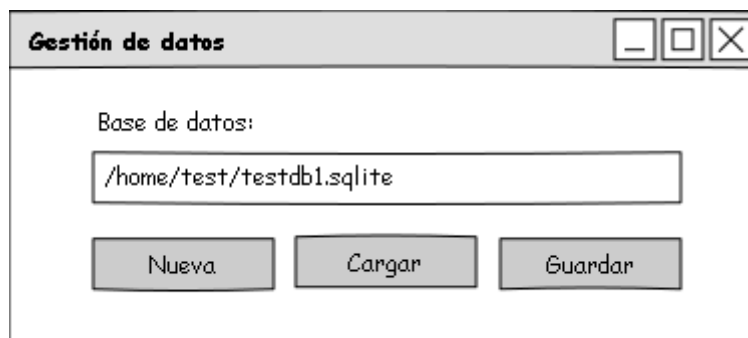 Gestión de datos
Base de datos:
/home/test/testdb1.sqlite
Nueva Cargar Guardar